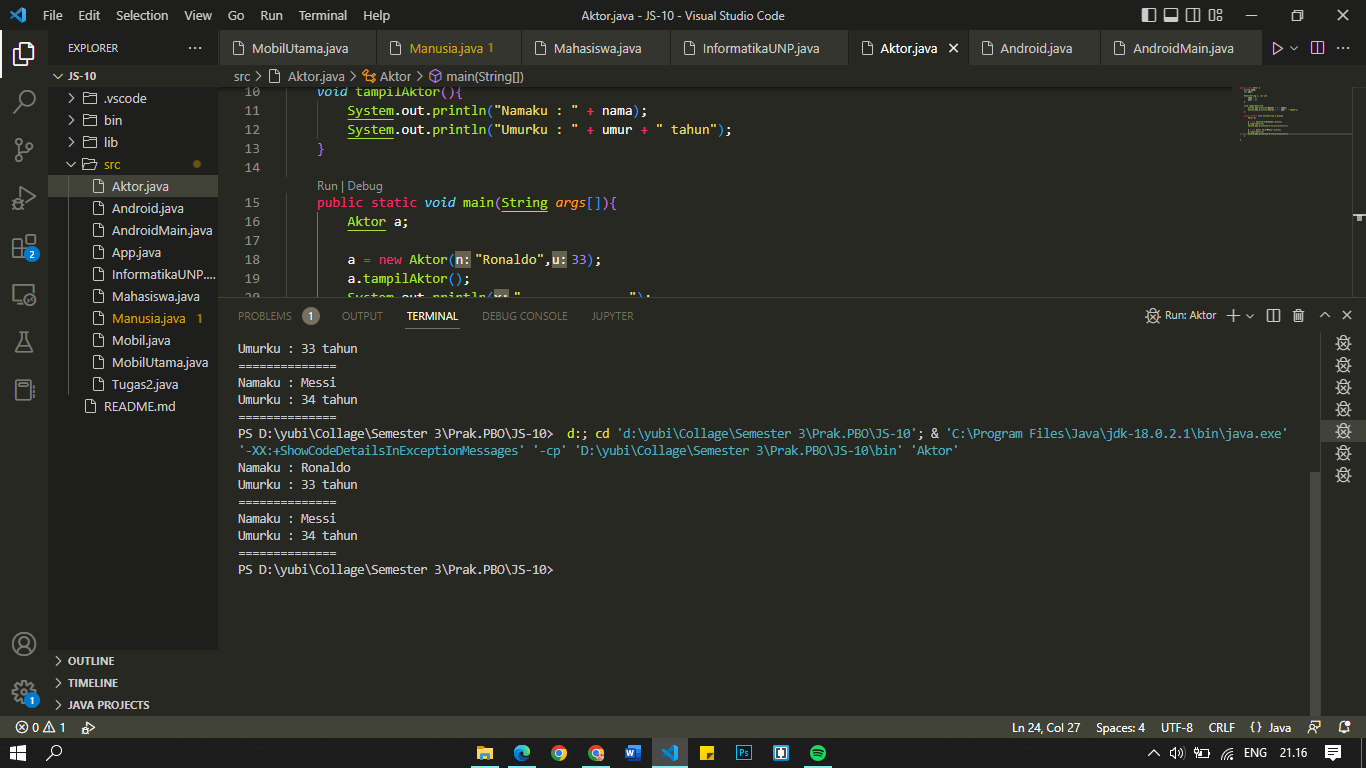 File Edit Selection View Go Run Terminal Help
Aktor.java - JS-10 - Visual Studio Code
EXPLORER
JS-10
.vscode
bin
lib
src
Aktor.java
Android.java
AndroidMain.java
App.java
InformatikaUNP....
Mahasiswa.java
Manusia.java 1
Mobil.java
MobilUtama.java
Tugas2.java
README.md
OUTLINE
TIMELINE
JAVA PROJECTS
2
1
MobilUtama.java Manusia.java 1 Mahasiswa.java InformatikaUNP.java Aktor.java Android.java AndroidMain.java
src > Aktor.java > Aktor > main(String[])
10 void tampilAktor(){
11 System.out.println("Namaku : " + nama);
12 System.out.println("Umurku : " + umur + " tahun");
13 }
14
Run | Debug
15 public static void main(String args[]){
16 Aktor a;
17
18 a = new Aktor(n: "Ronaldo",u: 33);
19 a.tampilAktor();
PROBLEMS 1 OUTPUT TERMINAL DEBUG CONSOLE JUPYTER
Run: Aktor
Umurku : 33 tahun
==============
Namaku : Messi
Umurku : 34 tahun
==============
PS D:\yubi\Collage\Semester 3\Prak.PBO\JS-10> d:; cd 'd:\yubi\Collage\Semester 3\Prak.PBO\JS-10'; & 'C:\Program Files\Java\jdk-18.0.2.1\bin\java.exe'
'-XX:+ShowCodeDetailsInExceptionMessages' '-cp' 'D:\yubi\Collage\Semester 3\Prak.PBO\JS-10\bin' 'Aktor'
Namaku : Ronaldo
Umurku : 33 tahun
==============
Namaku : Messi
Umurku : 34 tahun
==============
PS D:\yubi\Collage\Semester 3\Prak.PBO\JS-10>
0 1
Ln 24, Col 27 Spaces: 4 UTF-8 CRLF {} Java
ENG 21.16